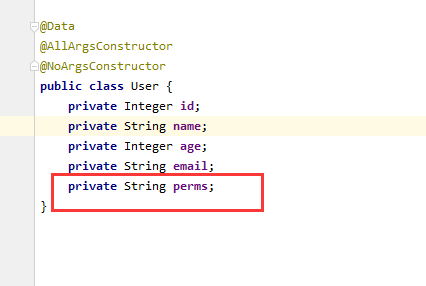 @Data
@AllArgsConstructor
@NoArgsConstructor
public class User {
    private Integer id;
    private String name;
    private Integer age;
    private String email;
    private String perms;
}